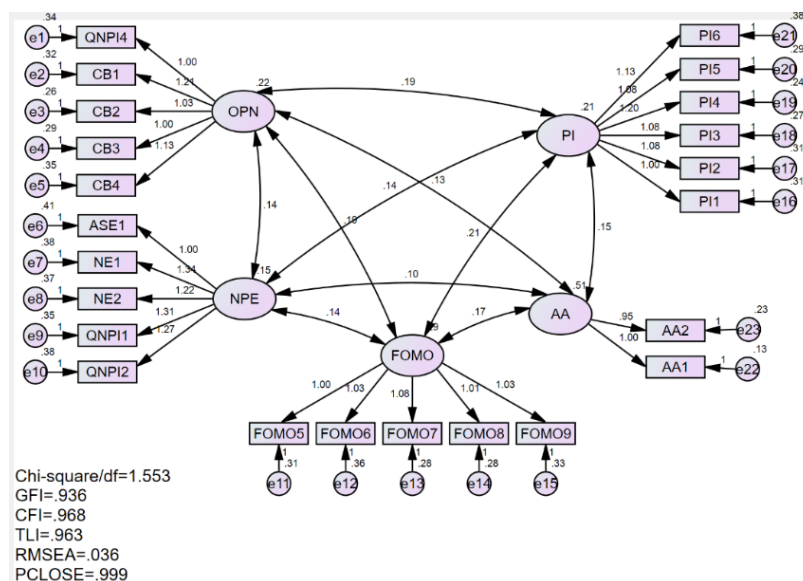 .34
e1 1 QNPI4
.32
e2 1 CB1
.26
e3 1 CB2
.29
e4 1 CB3
.35
e5 1 CB4
1.00
1.21
1.03
1.00
1.13
.22
OPN
.41
e6 1 ASE1
.38
e7 1 NE1
.37
e8 1 NE2
.35
e9 1 QNPI1
.38
e10 1 QNPI2
1.00
1.34
1.22
1.31
1.27
.15
NPE
.19
.14
.14
.13
.19
.21
.15
.10
.14
.17
.21
PI
1.13
1.08
1.20
1.08
1.08
1.00
.38
PI6 1 e21
.29
PI5 1 e20
.24
PI4 1 e19
.27
PI3 1 e18
.31
PI2 1 e17
.31
PI1 1 e16
.51
AA
.95
1.00
.23
AA2 1 e23
.13
AA1 1 e22
FOMO
1.00 1.03 1.08 1.01 1.03
FOMO5 FOMO6 FOMO7 FOMO8 FOMO9
1 1 1 1 1
.31 .36 .28 .28 .33
e11 e12 e13 e14 e15
Chi-square/df=1.553
GFI=.936
CFI=.968
TLI=.963
RMSEA=.036
PCLOSE=.999